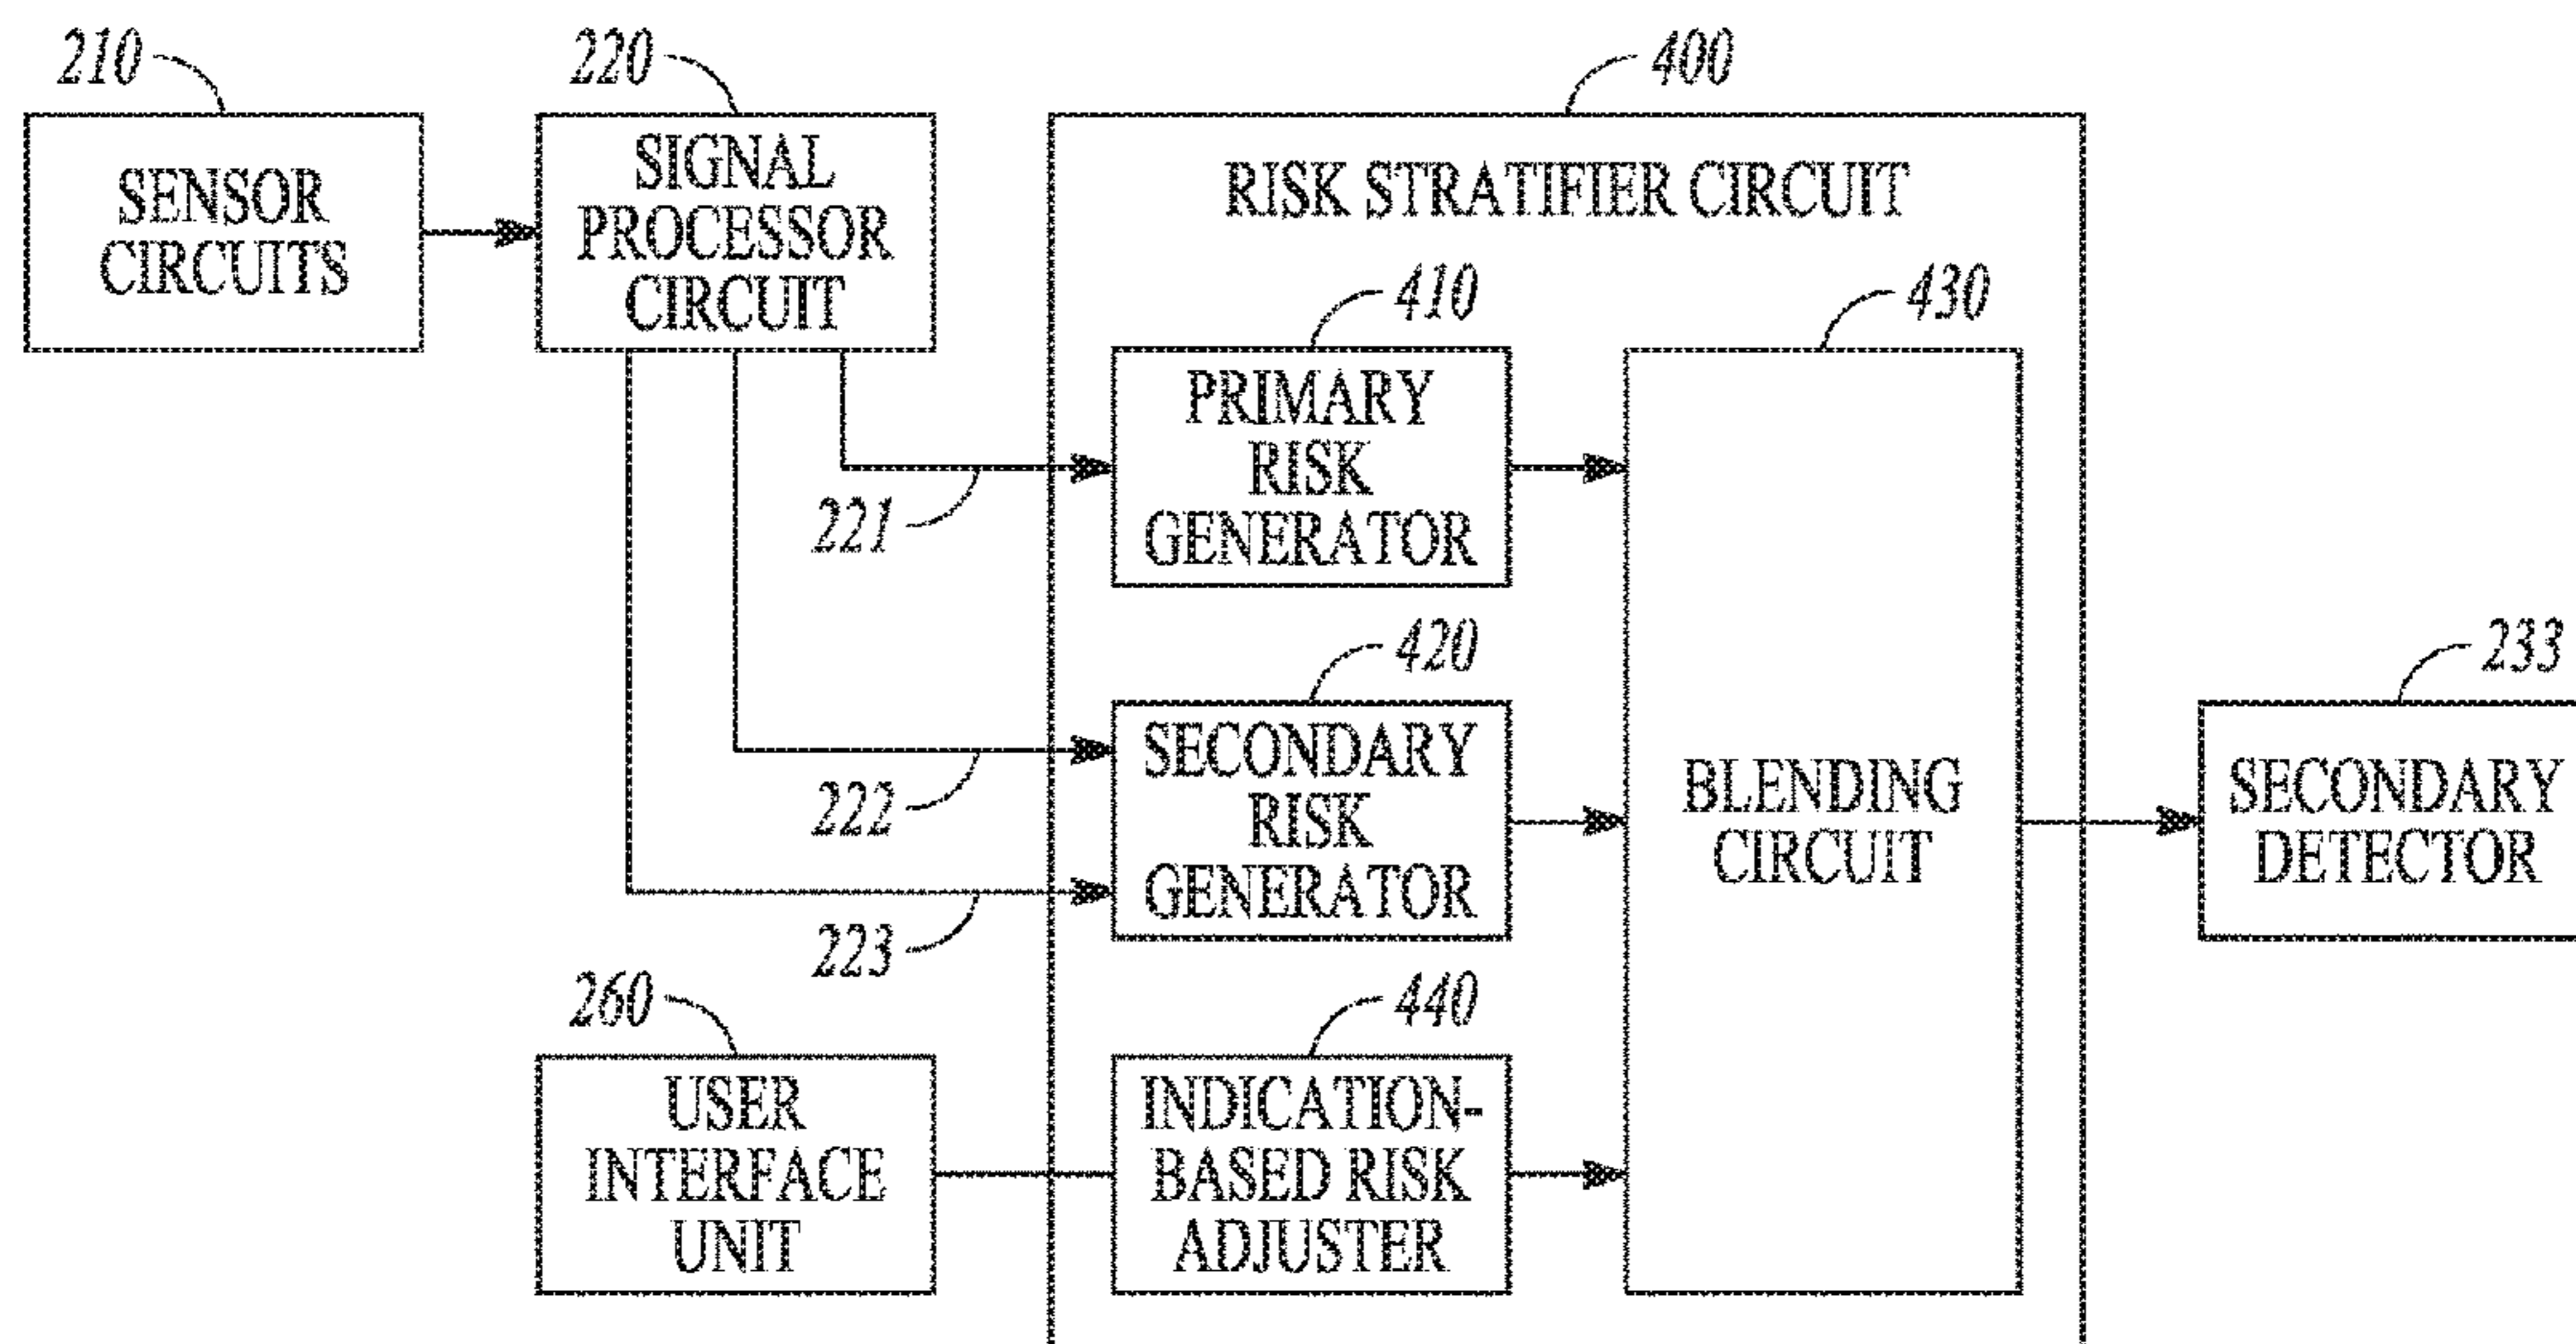 210
220
400
SENSOR
CIRCUITS
SIGNAL
PROCESSOR
CIRCUIT
RISK STRATIFIER CIRCUIT
410
430
PRIMARY
RISK
GENERATOR
221
420
233
SECONDARY
RISK
GENERATOR
222
BLENDING
CIRCUIT
SECONDARY
DETECTOR
223
260
440
USER
INTERFACE
UNIT
INDICATION-
BASED RISK
ADJUSTER